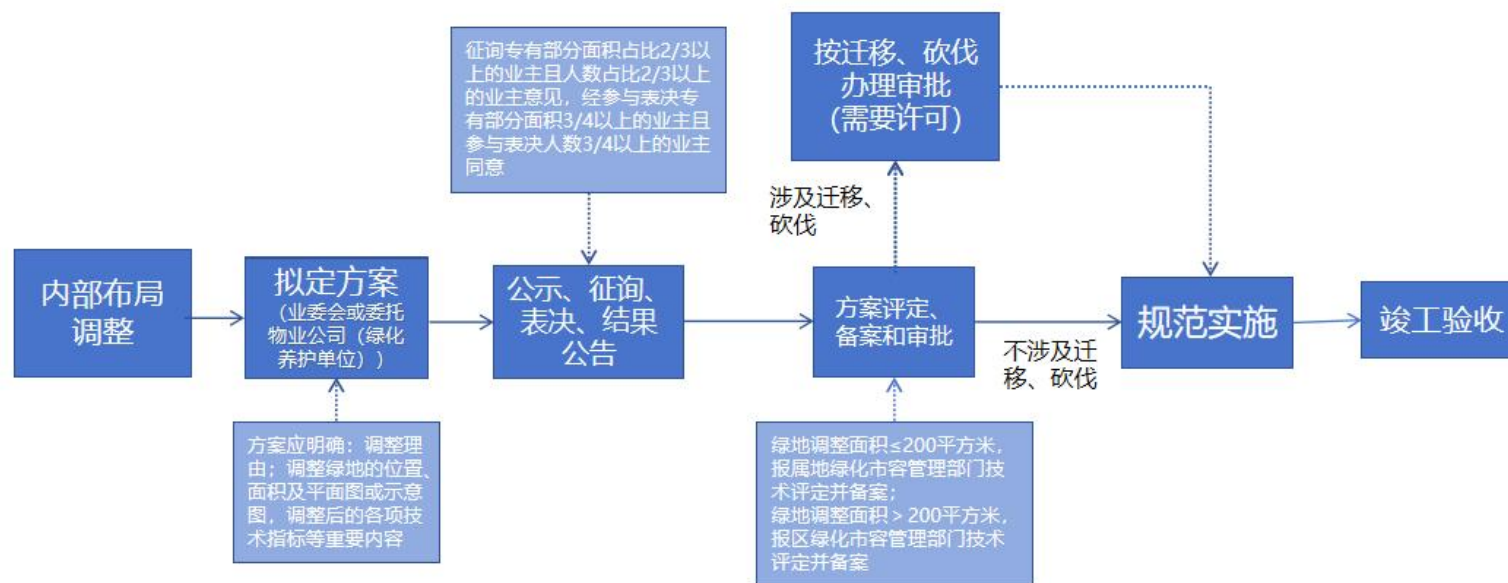 征询专有部分面积占比2/3以
上的业主且人数占比2/3以上
的业主意见，经参与表决专
有部分面积3/4以上的业主且
参与表决人数3/4以上的业主
同意
按迁移、砍伐
办理审批
(需要许可)
涉及迁移、
砍伐
内部布局
调整
拟定方案
（业委会或委托
物业公司（绿化
养护单位））
公示、征询、
表决、结果
公告
方案评定、
备案和审批
不涉及迁
移、砍伐
规范实施
竣工验收
方案应明确：调整理
由；调整绿地的位置、
面积及平面图或示意
图，调整后的各项技
术指标等重要内容
绿地调整面积≤200平方米，
报属地绿化市容管理部门技
术评定并备案；
绿地调整面积＞200平方米，
报区绿化市容管理部门技术
评定并备案